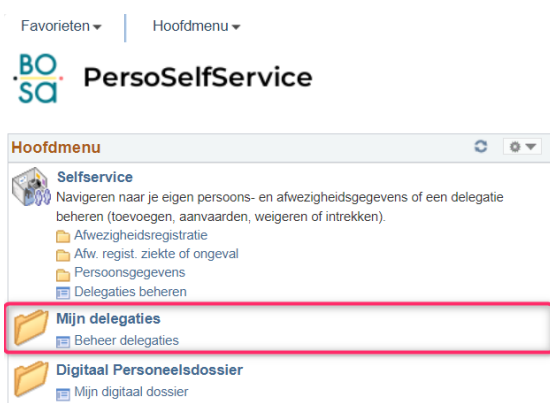 Favorieten
Hoofdmenu
BO
SA
PersoSelfService
Hoofdmenu
Selfservice
Navigeren naar je eigen persoons- en afwezigheidsgegevens of een delegatie
beheren (toevoegen, aanvaarden, weigeren of intrekken).
Afwezigheidsregistratie
Afw. regist. ziekte of ongeval
Persoonsgegevens
Delegaties beheren
Mijn delegaties
Beheer delegaties
Digitaal Personeelsdossier
Mijn digitaal dossier